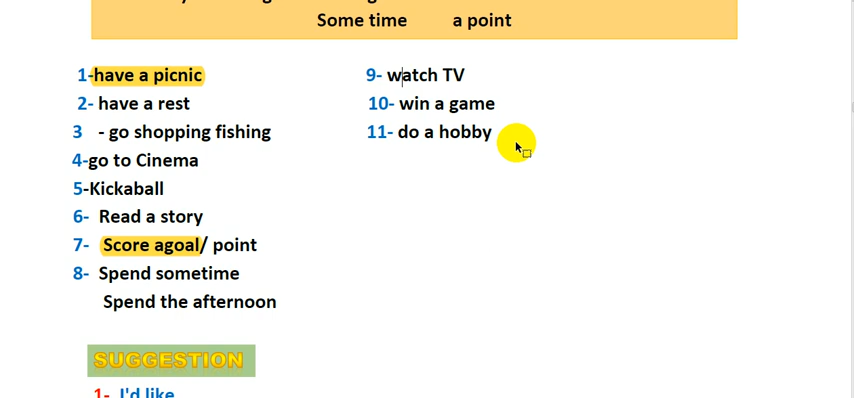 Some time a point
1-have a picnic
2- have a rest
3 - go shopping fishing
4-go to Cinema
5-Kickaball
6- Read a story
7- Score agoal/ point
8- Spend sometime
Spend the afternoon
9- watch TV
10- win a game
11- do a hobby
SUGGESTION
1- I'd like